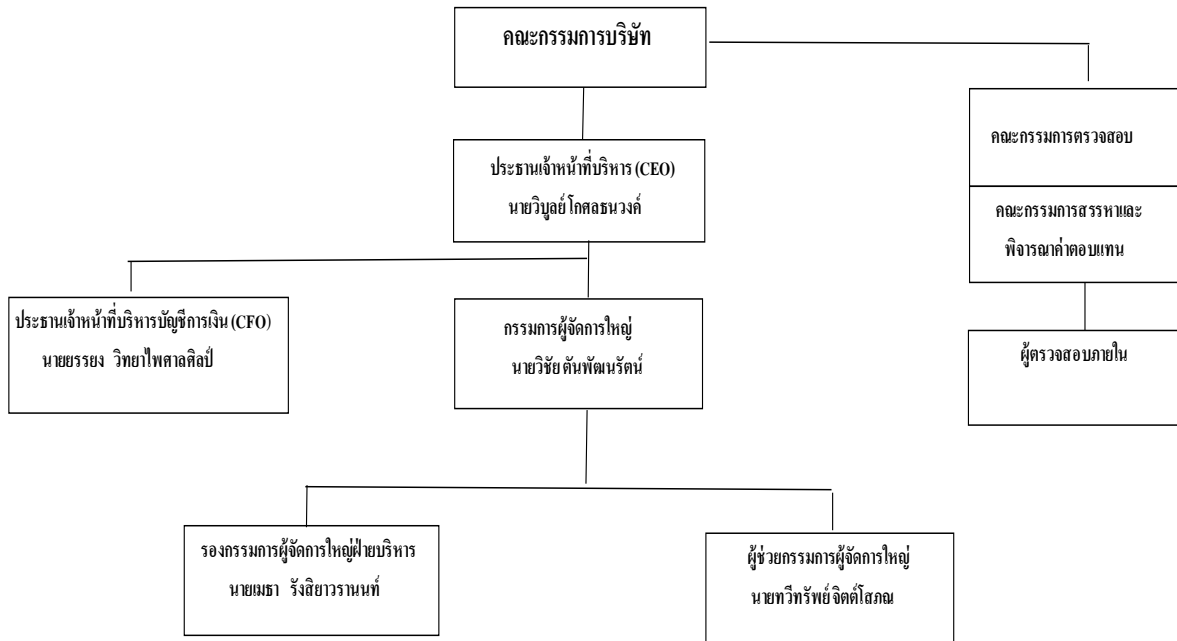 คณะกรรมการบริษัท
คณะกรรมการตรวจสอบ
ประธานเจ้าหน้าที่บริหาร (CEO)
นายวิบูลย์ โกศลธนวงค์
คณะกรรมการสรรหาและ
พิจารณาค่าตอบแทน
ประธานเจ้าหน้าที่บริหารบัญชีการเงิน (CFO)
นายยรรยง วิทยาไพศาลศิลป์
กรรมการผู้จัดการใหญ่
นายวิชัย ตันพัฒนรัตน์
ผู้ตรวจสอบภายใน
รองกรรมการผู้จัดการใหญ่ฝ่ายบริหาร
นายเมธา รังสิยาวรานนท์
ผู้ช่วยกรรมการผู้จัดการใหญ่
นายทวีทรัพย์ จิตต์โสภณ